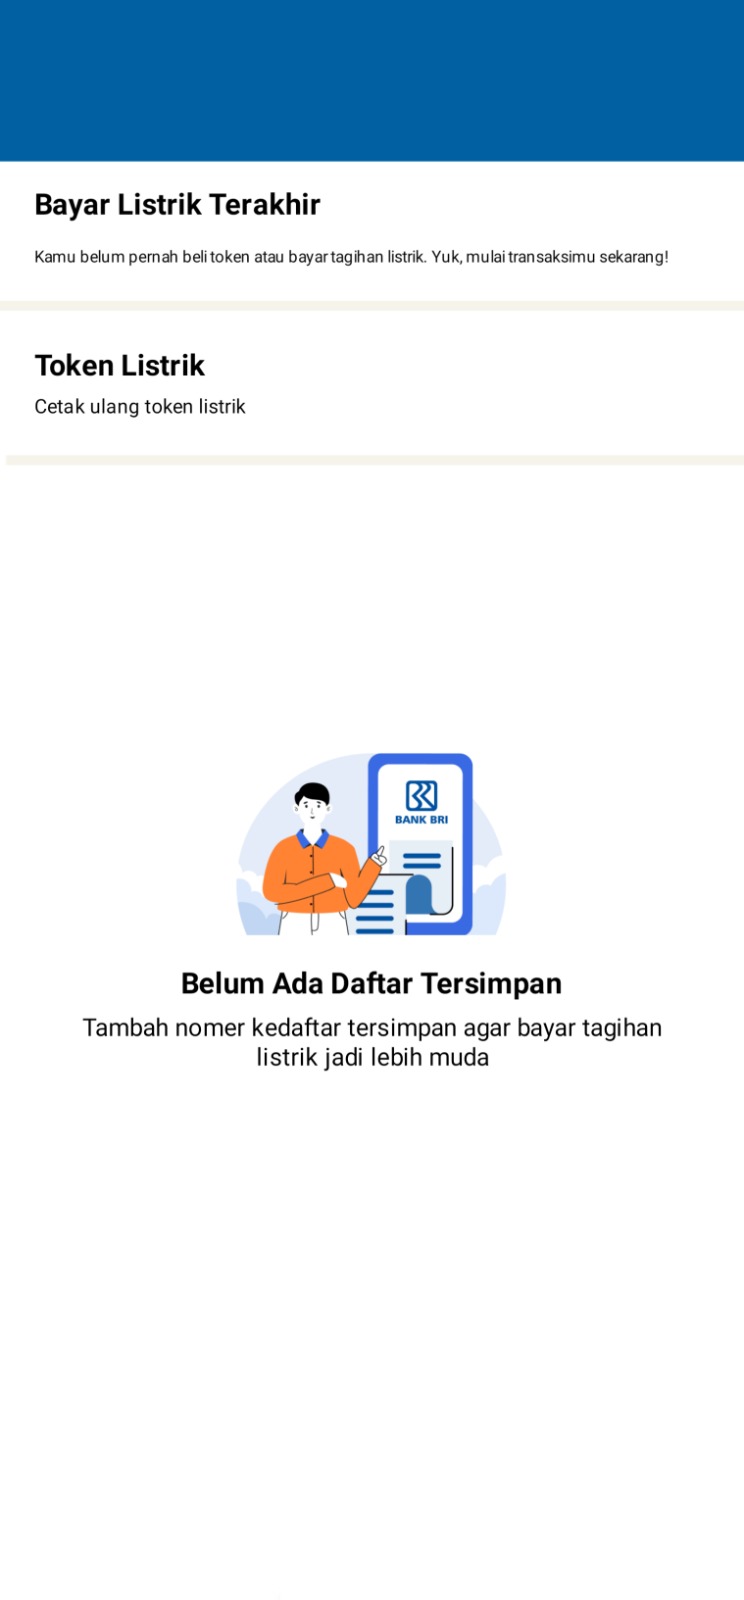 Bayar Listrik Terakhir
Kamu belum pernah beli token atau bayar tagihan listrik. Yuk, mulai transaksimu sekarang!
Token Listrik
Cetak ulang token listrik
BANK BRI
Belum Ada Daftar Tersimpan
Tambah nomer kedaftar tersimpan agar bayar tagihan
listrik jadi lebih muda